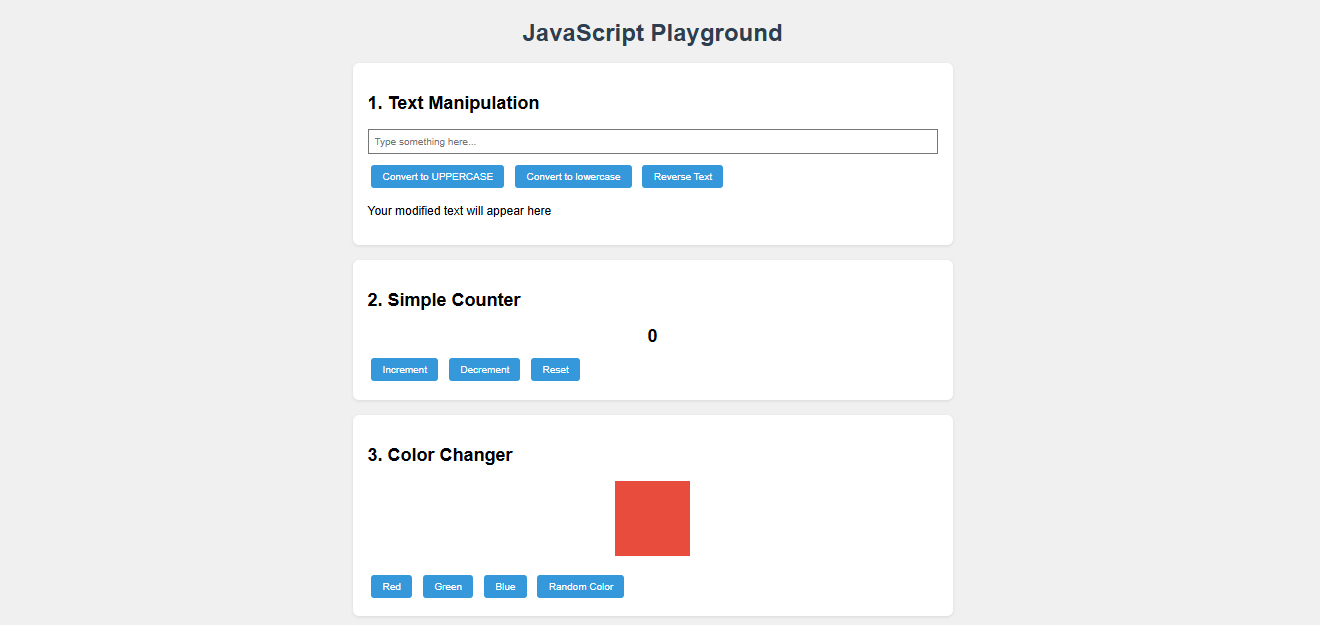 JavaScript Playground
1. Text Manipulation
Type something here...
Convert to UPPERCASE Convert to lowercase Reverse Text
Your modified text will appear here
2. Simple Counter
0
Increment Decrement Reset
3. Color Changer
Red Green Blue Random Color